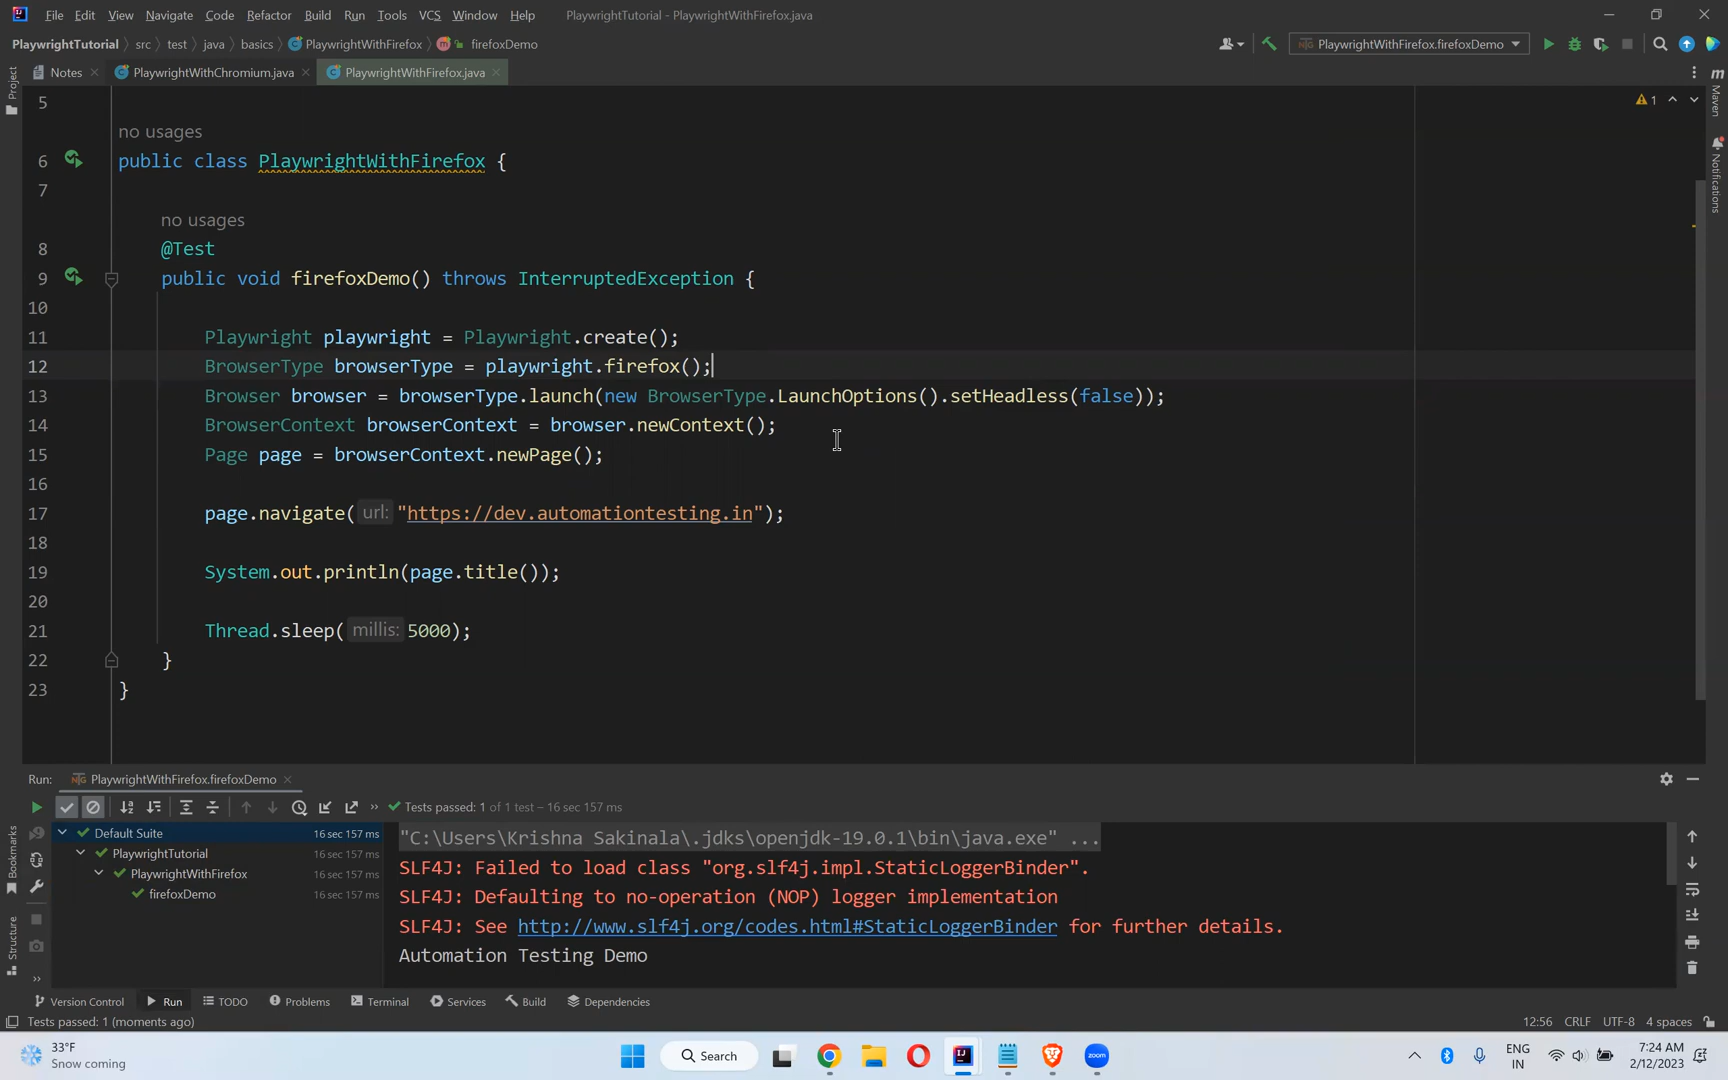 File Edit View Navigate Code Refactor Build Run Tools VCS Window Help PlaywrightTutorial - PlaywrightWithFirefox.java
PlaywrightTutorial src test java basics PlaywrightWithFirefox m firefoxDemo PlaywrightWithFirefox.firefoxDemo
Project Notes PlaywrightWithChromium.java PlaywrightWithFirefox.java Maven
5 1
no usages
6 public class PlaywrightWithFirefox { Notifications
7
no usages
8 @Test
9 public void firefoxDemo() throws InterruptedException {
10
11 Playwright playwright = Playwright.create();
12 BrowserType browserType = playwright.firefox();
13 Browser browser = browserType.launch(new BrowserType.LaunchOptions().setHeadless(false));
14 BrowserContext browserContext = browser.newContext();
15 Page page = browserContext.newPage();
16
17 page.navigate( url: "https://dev.automationtesting.in");
18
19 System.out.println(page.title());
20
21 Thread.sleep( millis: 5000);
22 }
23 }
Run: PlaywrightWithFirefox.firefoxDemo
Tests passed: 1 of 1 test – 16 sec 157 ms
Default Suite 16 sec 157 ms "C:\Users\Krishna Sakinala\.jdks\openjdk-19.0.1\bin\java.exe" ...
PlaywrightTutorial 16 sec 157 ms
SLF4J: Failed to load class "org.slf4j.impl.StaticLoggerBinder".
PlaywrightWithFirefox 16 sec 157 ms
firefoxDemo 16 sec 157 ms SLF4J: Defaulting to no-operation (NOP) logger implementation
SLF4J: See http://www.slf4j.org/codes.html#StaticLoggerBinder for further details.
Automation Testing Demo
Bookmarks
Structure
Version Control Run TODO Problems Terminal Services Build Dependencies
Tests passed: 1 (moments ago) 12:56 CRLF UTF-8 4 spaces
33°F
Snow coming
Search zoom
ENG
IN
7:24 AM
2/12/2023